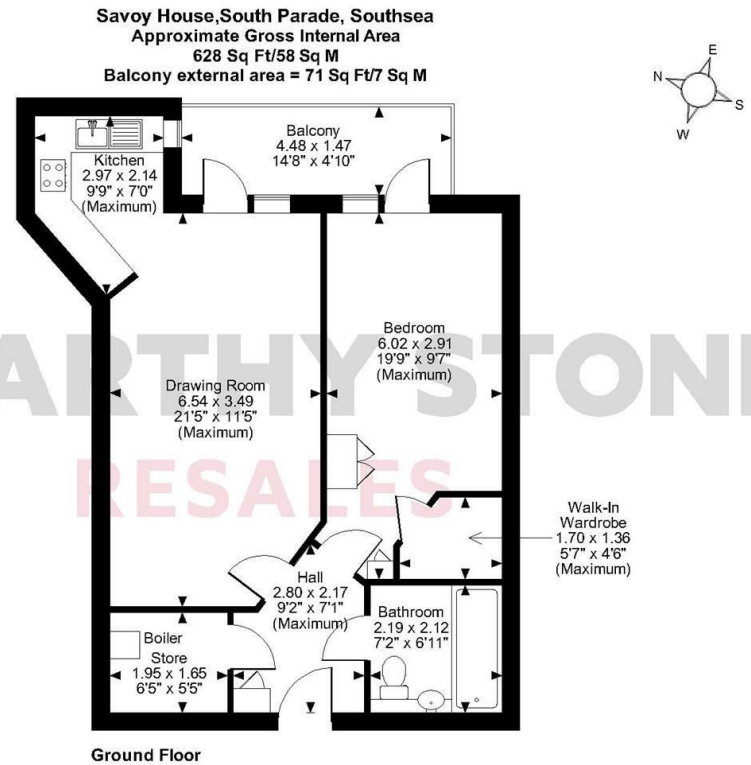 Savoy House,South Parade, Southsea
Approximate Gross Internal Area
628 Sq Ft/58 Sq M
Balcony external area = 71 Sq Ft/7 Sq M
E
N
S
W
Balcony
4.48 x 1.47
14'8" x 4'10"
Kitchen
2.97 x 2.14
9'9" x 7'0"
(Maximum)
Bedroom
6.02 x 2.91
19'9" x 9'7"
(Maximum)
Drawing Room
6.54 x 3.49
21'5" x 11'5"
(Maximum)
ARTHY STONE
RESALES
Walk-In
Wardrobe
1.70 x 1.36
5'7" x 4'6"
(Maximum)
Hall
2.80 x 2.17
9'2" x 7'1"
(Maximum)
Bathroom
2.19 x 2.12
7'2" x 6'11"
Boiler
Store
1.95 x 1.65
6'5" x 5'5"
Ground Floor